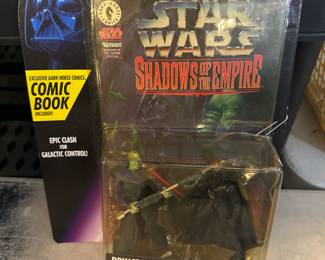 STAR
WARS
SHADOWS OF THE EMPIRE
Kenner
EXCLUSIVE DARK HORSE COMICS,
COMIC
BOOK
INCLUDED!
EPIC CLASH
FOR
GALACTIC CONTROL!